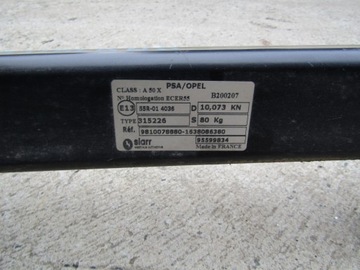 PSA/OPEL
CLASS : A 50 X B200207
N° Homologation ECER55
E13 55R-01 4036 D 10,073 KN
TYPE 315226 S 80 Kg
Réf. 9810078880-1638086380
siarr 95599834
Made in FRANCE